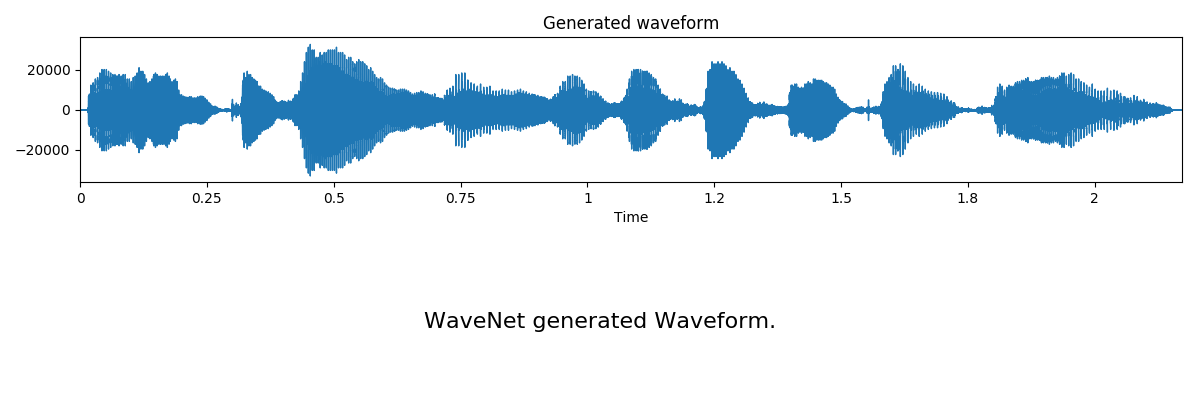 Generated waveform
20000
0
−20000
0 0.25 0.5 0.75 1 1.2 1.5 1.8 2
Time
WaveNet generated Waveform.